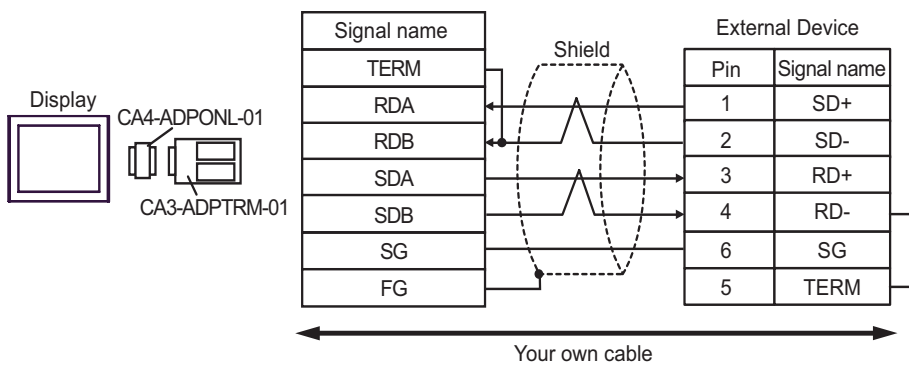 Display
CA4-ADPONL-01
CA3-ADPTRM-01
Signal name
TERM
RDA
RDB
SDA
SDB
SG
FG
Shield
External Device
Pin Signal name
1 SD+
2 SD-
3 RD+
4 RD-
6 SG
5 TERM
Your own cable